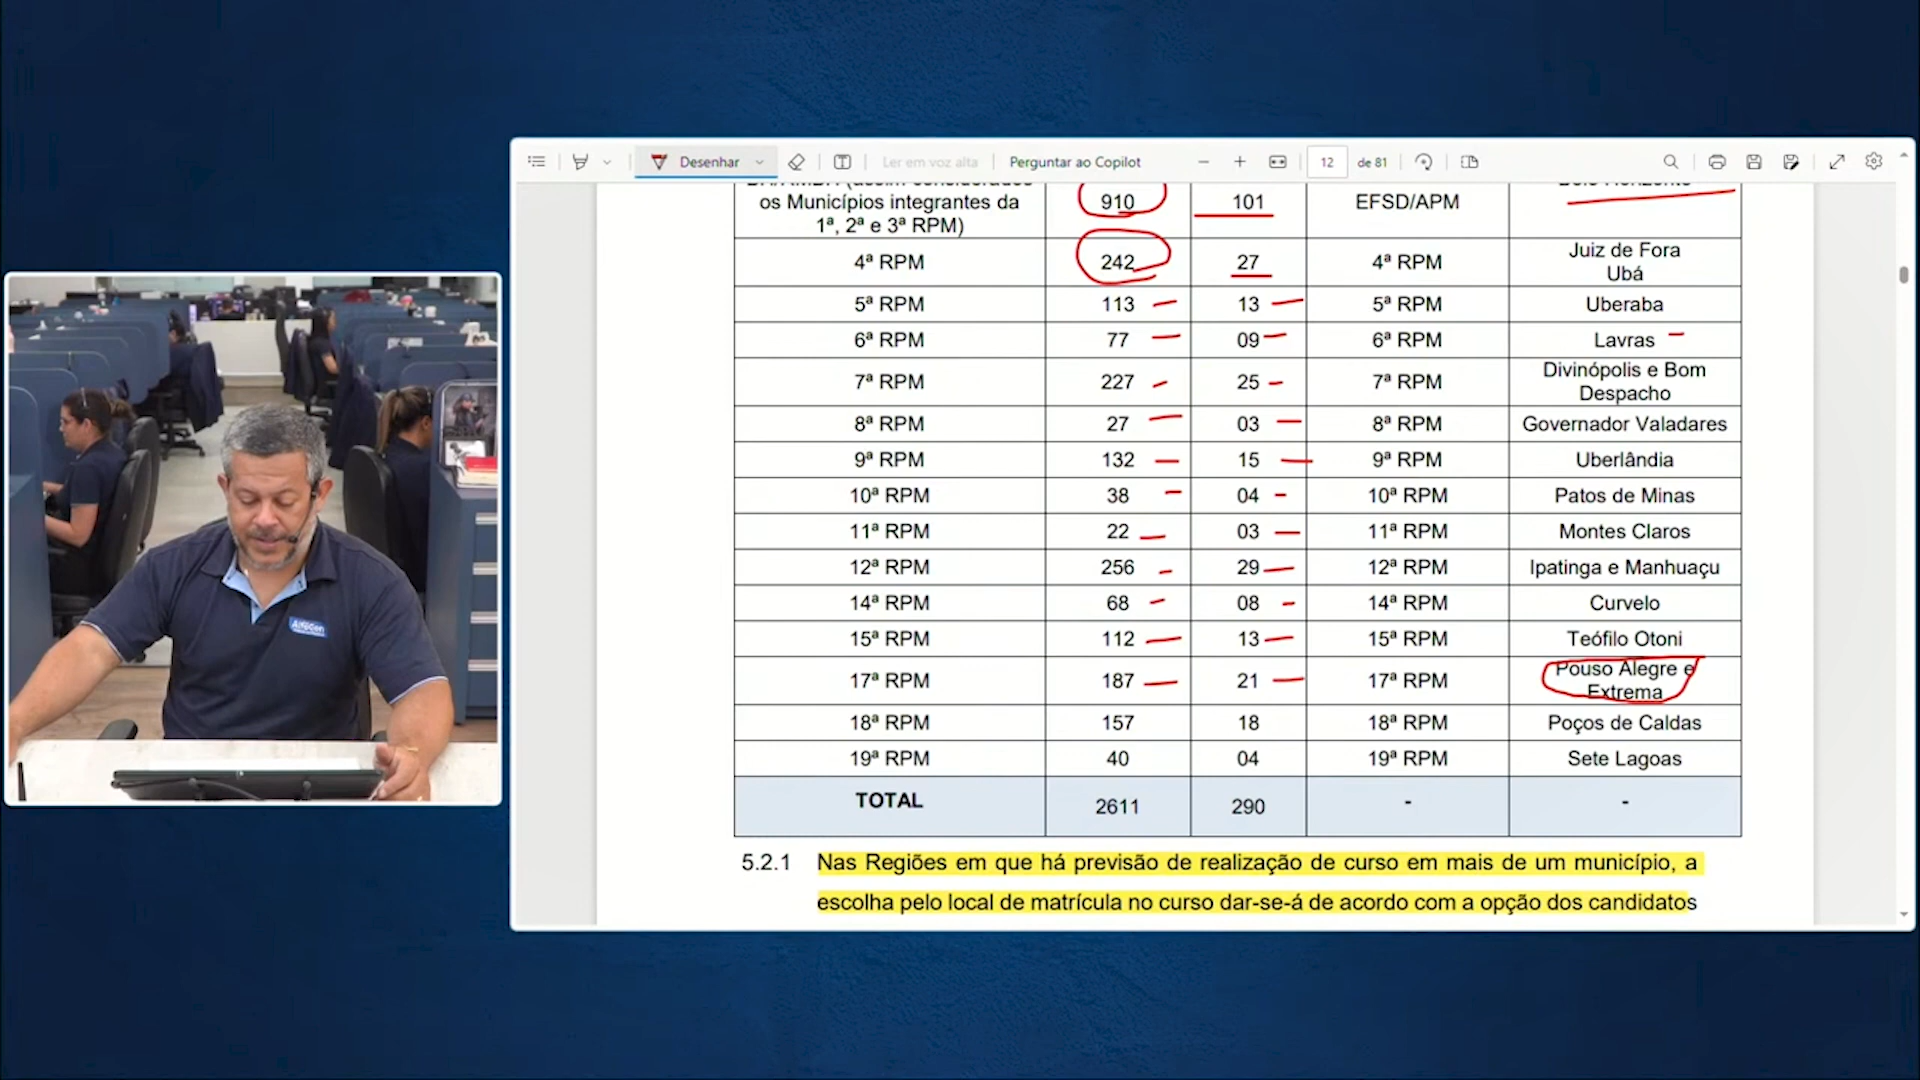 Desenhar
Ler em voz alta
Perguntar ao Copilot
12
de 81
os Municípios integrantes da
1ª, 2ª e 3ª RPM)
910
101
EFSD/APM
Belo Horizonte
4ª RPM
242
27
4ª RPM
Juiz de Fora
Ubá
5ª RPM
113
13
5ª RPM
Uberaba
6ª RPM
77
09
6ª RPM
Lavras
7ª RPM
227
25
7ª RPM
Divinópolis e Bom
Despacho
8ª RPM
27
03
8ª RPM
Governador Valadares
9ª RPM
132
15
9ª RPM
Uberlândia
10ª RPM
38
04
10ª RPM
Patos de Minas
11ª RPM
22
03
11ª RPM
Montes Claros
12ª RPM
256
29
12ª RPM
Ipatinga e Manhuaçu
14ª RPM
68
08
14ª RPM
Curvelo
15ª RPM
112
13
15ª RPM
Teófilo Otoni
17ª RPM
187
21
17ª RPM
Pouso Alegre e
Extrema
18ª RPM
157
18
18ª RPM
Poços de Caldas
19ª RPM
40
04
19ª RPM
Sete Lagoas
TOTAL
2611
290
-
-
5.2.1 Nas Regiões em que há previsão de realização de curso em mais de um município, a
escolha pelo local de matrícula no curso dar-se-á de acordo com a opção dos candidatos
AlfaCon